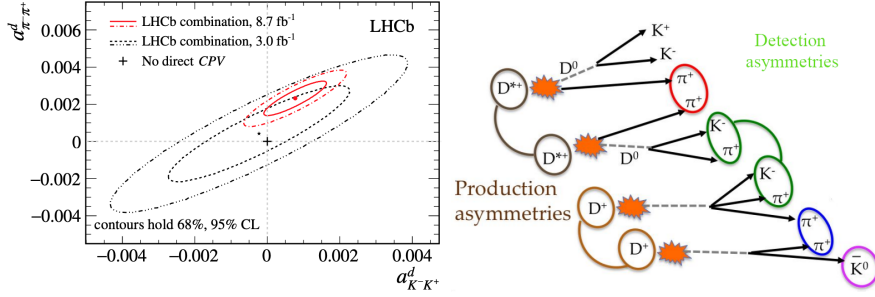 LHCb
LHCb combination, 8.7 fb⁻¹
LHCb combination, 3.0 fb⁻¹
No direct CPV
contours hold 68%, 95% CL
a^d_{π⁻π⁺}
0.006
0.004
0.002
0
−0.002
−0.004
−0.004
−0.002
0
0.002
0.004
a^d_{K⁻K⁺}
Detection
asymmetries
Production
asymmetries
D*⁺
D⁰
K⁺
K⁻
π⁺
π⁺
D*⁺
D⁰
K⁻
π⁺
K⁻
π⁺
D⁺
π⁺
π⁺
D⁺
K̅⁰